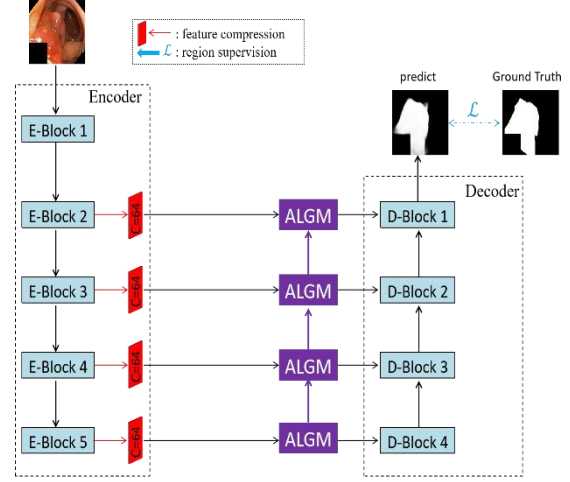 : feature compression
ℒ : region supervision
predict
Ground Truth
Encoder
ℒ
E-Block 1
Decoder
E-Block 2
C=64
ALGM
D-Block 1
E-Block 3
C=64
ALGM
D-Block 2
E-Block 4
C=64
ALGM
D-Block 3
E-Block 5
C=64
ALGM
D-Block 4